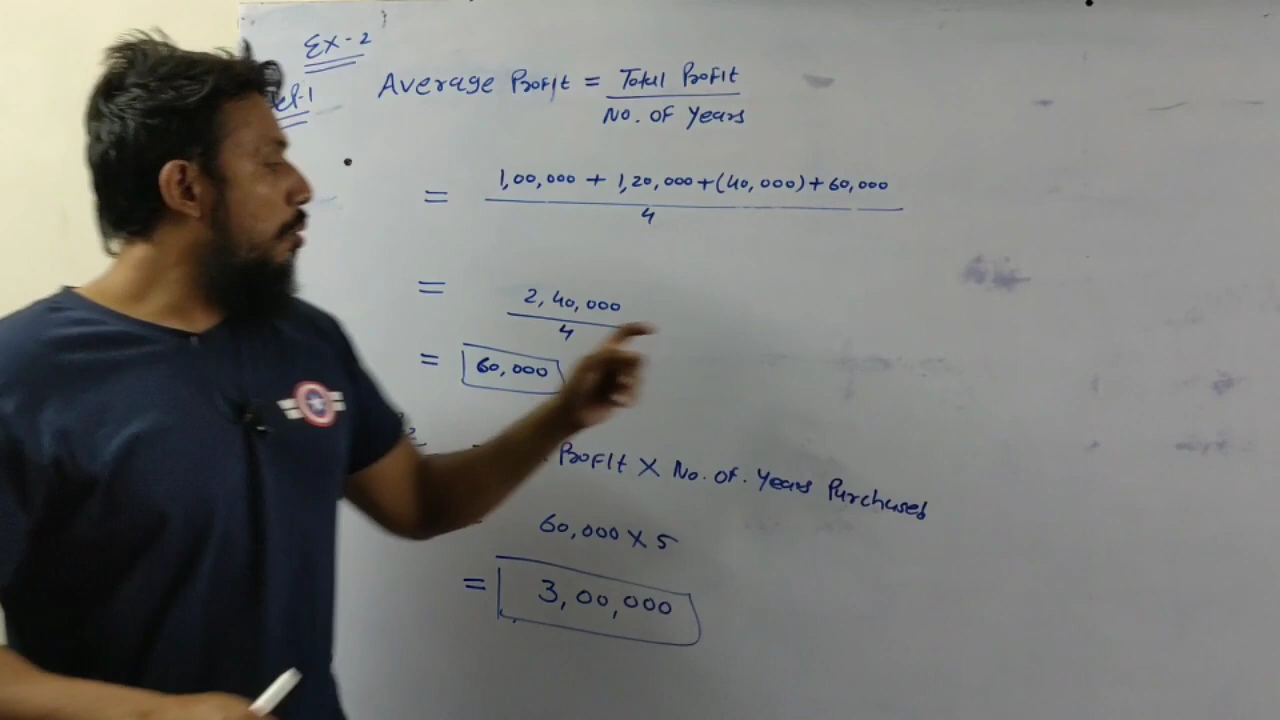 Ex-2
Average Profit = Total Profit
No. of Years
= 1,00,000 + 1,20,000 + (40,000) + 60,000
4
= 2,40,000
4
= 60,000
Profit X No. of. Years Purchased
60,000 X 5
= 3,00,000